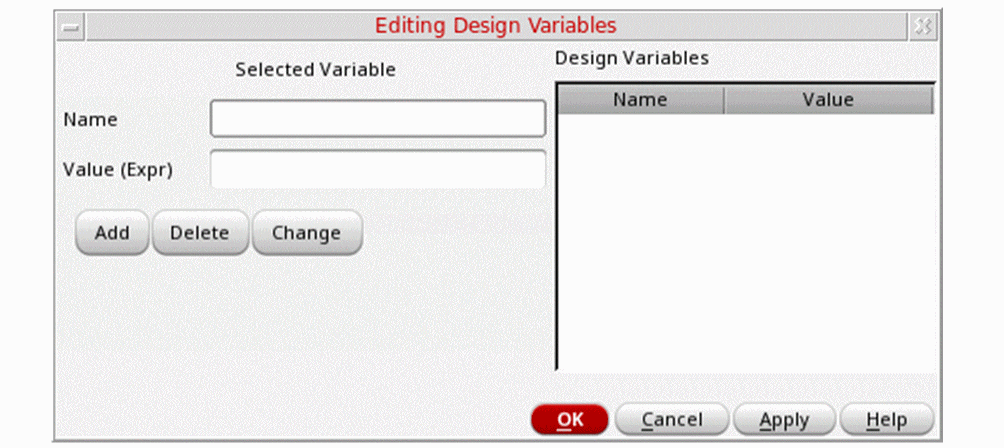 Editing Design Variables
Selected Variable
Name
Value (Expr)
Add Delete Change
Design Variables
Name Value
OK Cancel Apply Help